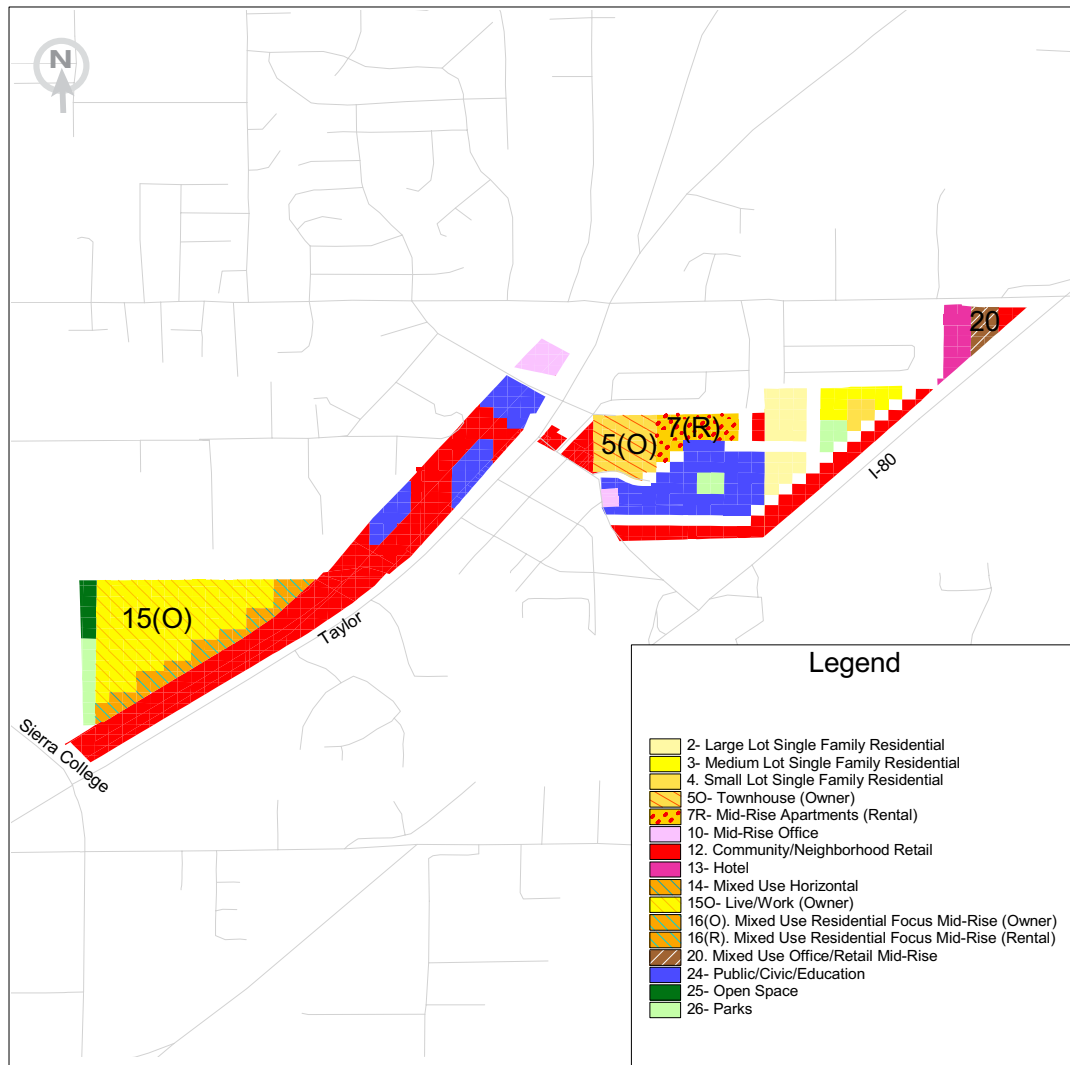 N
20
5(O)
7(R)
I-80
15(O)
Taylor
Sierra College
Legend
2- Large Lot Single Family Residential
3- Medium Lot Single Family Residential
4. Small Lot Single Family Residential
5O- Townhouse (Owner)
7R- Mid-Rise Apartments (Rental)
10- Mid-Rise Office
12. Community/Neighborhood Retail
13- Hotel
14- Mixed Use Horizontal
15O- Live/Work (Owner)
16(O). Mixed Use Residential Focus Mid-Rise (Owner)
16(R). Mixed Use Residential Focus Mid-Rise (Rental)
20. Mixed Use Office/Retail Mid-Rise
24- Public/Civic/Education
25- Open Space
26- Parks